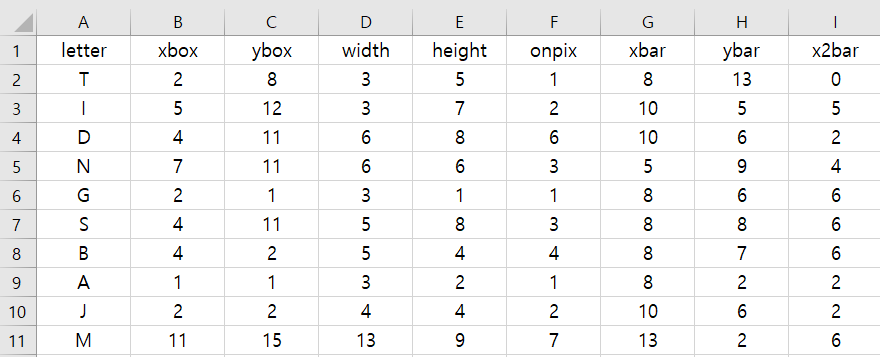 A B C D E F G H I
1 letter xbox ybox width height onpix xbar ybar x2bar
2 T 2 8 3 5 1 8 13 0
3 I 5 12 3 7 2 10 5 5
4 D 4 11 6 8 6 10 6 2
5 N 7 11 6 6 3 5 9 4
6 G 2 1 3 1 1 8 6 6
7 S 4 11 5 8 3 8 8 6
8 B 4 2 5 4 4 8 7 6
9 A 1 1 3 2 1 8 2 2
10 J 2 2 4 4 2 10 6 2
11 M 11 15 13 9 7 13 2 6